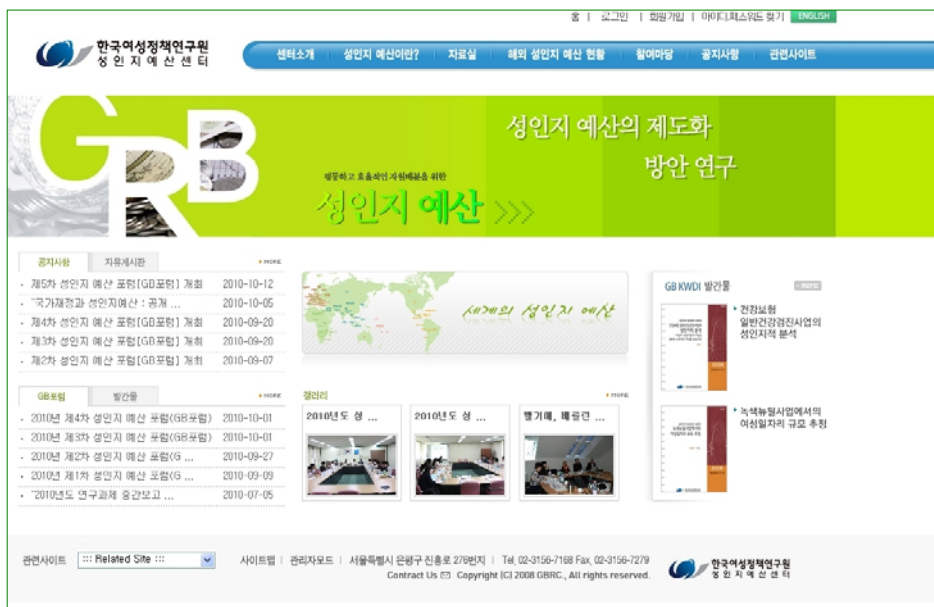 홈 | 로그인 | 회원가입 | 아이디.패스워드 찾기 ENGLISH
한국여성정책연구원
성인지예산센터
센터소개 성인지 예산이란? 자료실 해외 성인지 예산 현황 참여마당 공지사항 관련사이트
GRB
성인지 예산의 제도화
방안 연구
평등하고 효율적인 자원배분을 위한
성인지 예산 >>>
공지사항 자유게시판 MORE
제5차 성인지 예산 포럼[GB포럼] 개최 2010-10-12
"국가재정과 성인지예산 : 공개 ... 2010-10-05
제4차 성인지 예산 포럼[GB포럼] 개최 2010-09-20
제3차 성인지 예산 포럼[GB포럼] 개최 2010-09-20
제2차 성인지 예산 포럼[GB포럼] 개최 2010-09-07
세계의 성인지 예산
GB포럼 발간물 MORE
2010년 제4차 성인지 예산 포럼(GB포럼) 2010-10-01
2010년 제3차 성인지 예산 포럼(GB포럼) 2010-10-01
2010년 제2차 성인지 예산 포럼(G ... 2010-09-27
2010년 제1차 성인지 예산 포럼(G ... 2010-09-09
"2010년도 연구과제 중간보고 ... 2010-07-05
갤러리 MORE
2010년도 성 ... 2010년도 성 ... 벨기에, 베를린 ...
GB KWDI 발간물 more
건강보험
일반건강검진사업의
성인지적 분석
녹색뉴딜사업에서의
여성일자리 규모 추정
관련사이트 ::: Related Site :::
사이트맵 | 관리자모드 | 서울특별시 은평구 진흥로 276번지 | Tel, 02-3156-7168 Fax, 02-3156-7279
Contract Us Copyright (C) 2008 GBRC., All rights reserved.
한국여성정책연구원
성인지예산센터